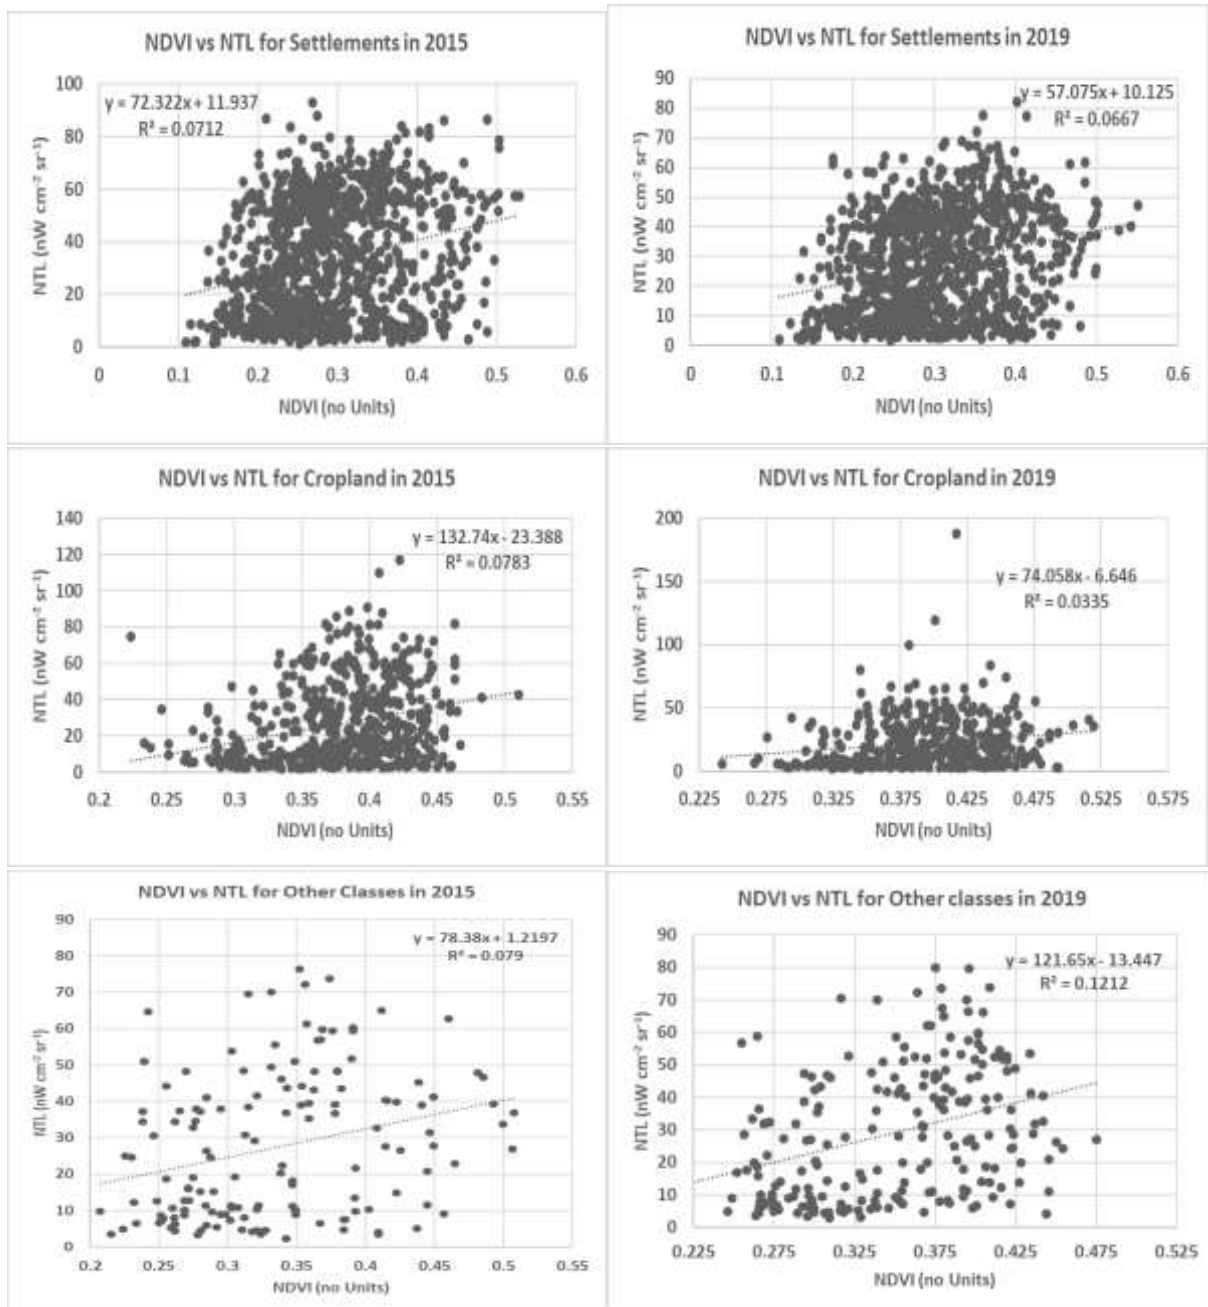 NDVI vs NTL for Settlements in 2015
y = 72.322x + 11.937
R² = 0.0712
NTL (nW cm⁻² sr⁻¹)
100
80
60
40
20
0
0 0.1 0.2 0.3 0.4 0.5 0.6
NDVI (no Units)
NDVI vs NTL for Settlements in 2019
y = 57.075x + 10.125
R² = 0.0667
NTL (nW cm⁻² sr⁻¹)
90
80
70
60
50
40
30
20
10
0
0 0.1 0.2 0.3 0.4 0.5 0.6
NDVI (no Units)
NDVI vs NTL for Cropland in 2015
y = 132.74x - 23.388
R² = 0.0783
NTL (nW cm⁻² sr⁻¹)
140
120
100
80
60
40
20
0
0.2 0.25 0.3 0.35 0.4 0.45 0.5 0.55
NDVI (no Units)
NDVI vs NTL for Cropland in 2019
y = 74.058x - 6.646
R² = 0.0335
NTL (nW cm⁻² sr⁻¹)
200
150
100
50
0
0.225 0.275 0.325 0.375 0.425 0.475 0.525 0.575
NDVI (no Units)
NDVI vs NTL for Other Classes in 2015
y = 78.38x + 1.2197
R² = 0.079
NTL (nW cm⁻² sr⁻¹)
90
80
70
60
50
40
30
20
10
0
0.2 0.25 0.3 0.35 0.4 0.45 0.5 0.55
NDVI (no Units)
NDVI vs NTL for Other classes in 2019
y = 121.65x - 13.447
R² = 0.1212
NTL (nW cm⁻² sr⁻¹)
90
80
70
60
50
40
30
20
10
0
0.225 0.275 0.325 0.375 0.425 0.475 0.525
NDVI (no Units)